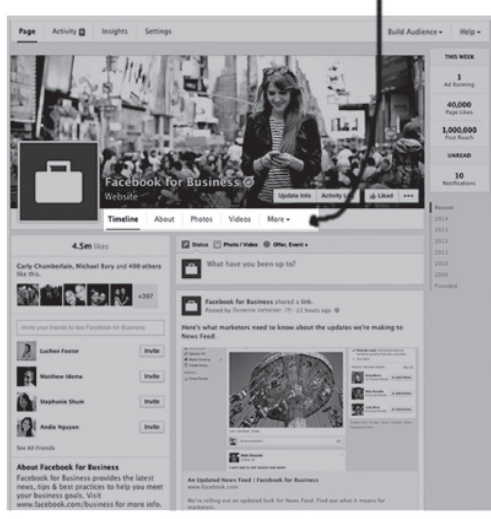 Page Activity Insights Settings Build Audience Help
THIS WEEK
1
Ad Running
40,000
Page Likes
1,000,000
Post Reach
UNREAD
10
Notifications
Facebook for Business
Website
Update Info Activity L Liked
Timeline About Photos Videos More
Recent
2014
2013
2012
2011
2010
2009
Founded
4.5m likes
Carly Chamberlain, Michael Bury and 400 others
like this.
+397
Invite your friends to like Facebook for Business
Luchen Foster Invite
Matthew Idema Invite
Stephanie Shum Invite
Andie Nguyen Invite
See All Friends
About Facebook for Business
Facebook for Business provides the latest
news, tips & best practices to help you meet
your business goals. Visit
www.facebook.com/business for more info.
Status Photo / Video Offer, Event +
What have you been up to?
Facebook for Business shared a link.
Posted by 22 hours ago
Here's what marketers need to know about the updates we're making to
News Feed.
An Updated News Feed | Facebook for Business
www.facebook.com
We're rolling out an updated look for News Feed. Find out what it means for
marketers.